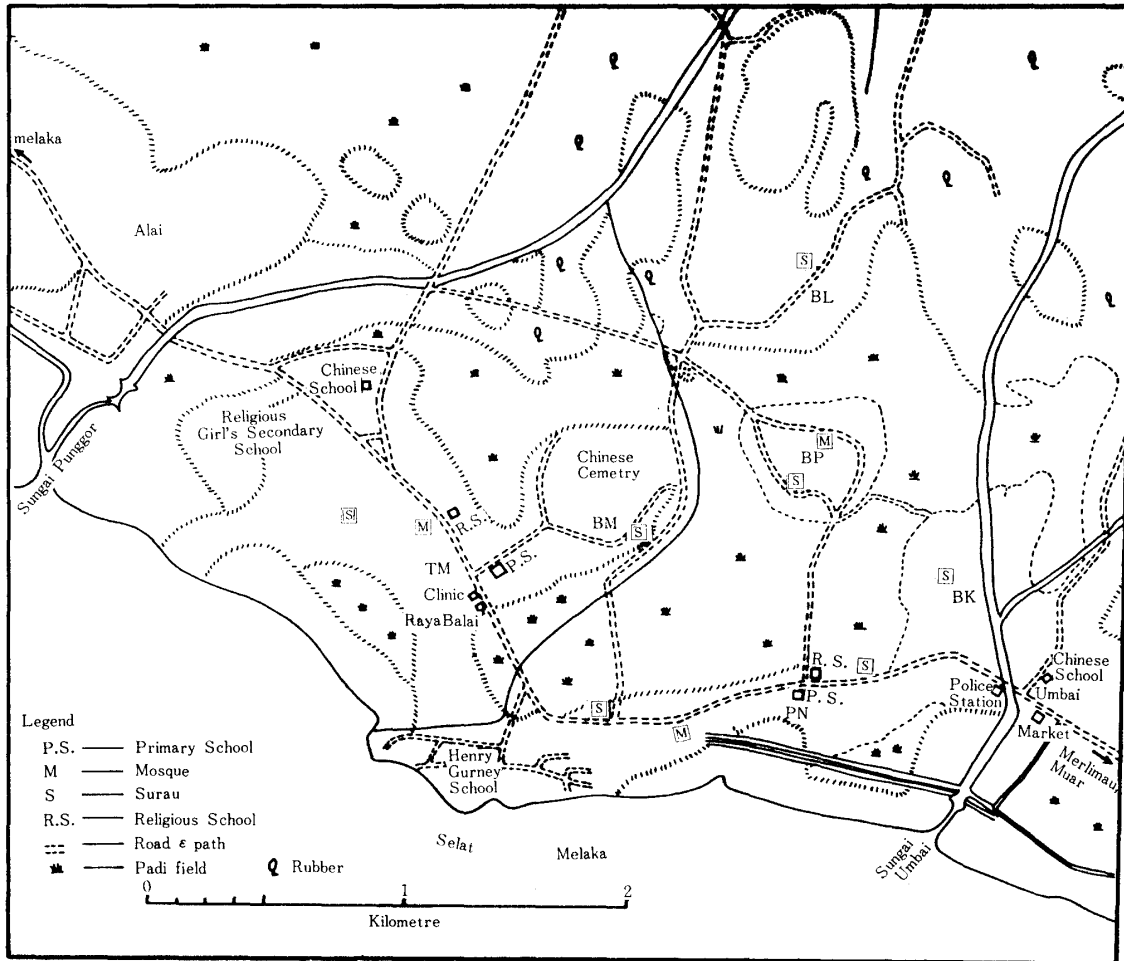 melaka
Alai
S
BL
Chinese
School
Religious
Girl's Secondary
School
Sungai Punggor
Chinese
Cemetry
M
BP
S
S
M
R.S.
BM
S
TM
P.S.
Clinic
RayaBalai
S
BK
R. S.
S
P. S.
PN
S
M
Police
Station
Chinese
School
Umbai
Market
Merlimau,
Muar
Henry
Gurney
School
Selat
Melaka
Sungai
Umbai
Legend
P.S. Primary School
M Mosque
S Surau
R.S. Religious School
Road ε path
Padi field
Rubber
0 1 2
Kilometre